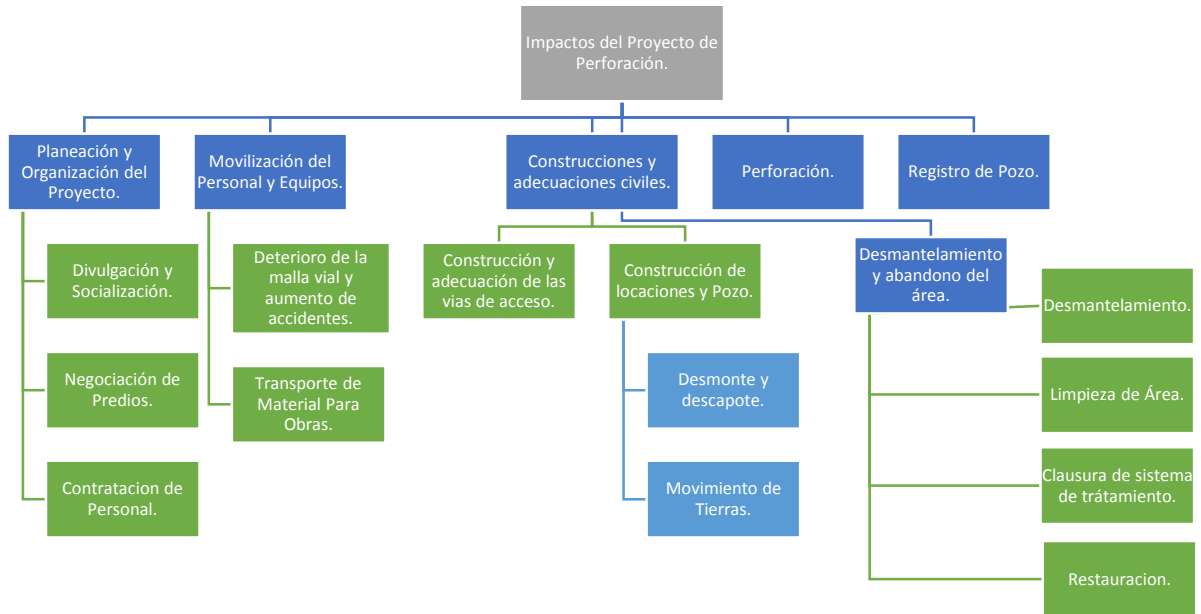 Impactos del Proyecto de
Perforación.
Planeación y
Organización del
Proyecto.
Movilización del
Personal y Equipos.
Construcciones y
adecuaciones civiles.
Perforación.
Registro de Pozo.
Divulgación y
Socialización.
Negociación de
Predios.
Contratacion de
Personal.
Deterioro de la
malla vial y
aumento de
accidentes.
Transporte de
Material Para
Obras.
Construcción y
adecuación de las
vias de acceso.
Construcción de
locaciones y Pozo.
Desmonte y
descapote.
Movimiento de
Tierras.
Desmantelamiento
y abandono del
área.
Desmantelamiento.
Limpieza de Área.
Clausura de sistema
de trátamiento.
Restauracion.